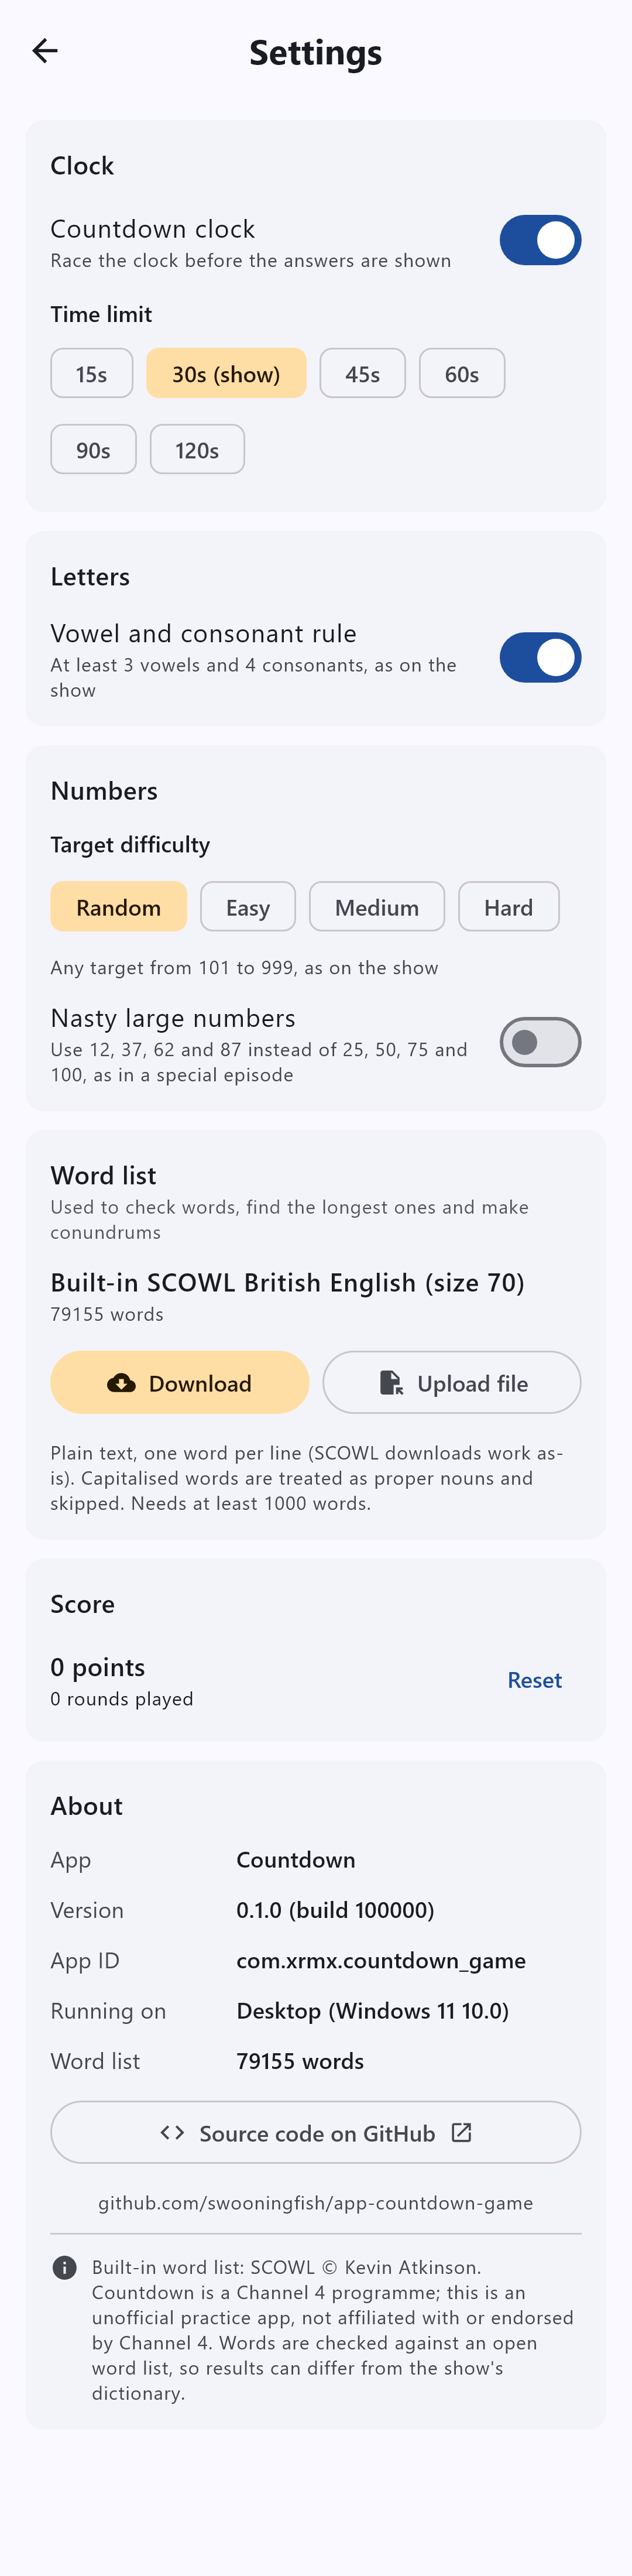 Settings
Clock
Countdown clock
Race the clock before the answers are shown
Time limit
15s 30s (show) 45s 60s
90s 120s
Letters
Vowel and consonant rule
At least 3 vowels and 4 consonants, as on the
show
Numbers
Target difficulty
Random Easy Medium Hard
Any target from 101 to 999, as on the show
Nasty large numbers
Use 12, 37, 62 and 87 instead of 25, 50, 75 and
100, as in a special episode
Word list
Used to check words, find the longest ones and make
conundrums
Built-in SCOWL British English (size 70)
79155 words
Download Upload file
Plain text, one word per line (SCOWL downloads work as-
is). Capitalised words are treated as proper nouns and
skipped. Needs at least 1000 words.
Score
0 points
0 rounds played
Reset
About
App Countdown
Version 0.1.0 (build 100000)
App ID com.xrmx.countdown_game
Running on Desktop (Windows 11 10.0)
Word list 79155 words
Source code on GitHub
github.com/swooningfish/app-countdown-game
Built-in word list: SCOWL © Kevin Atkinson.
Countdown is a Channel 4 programme; this is an
unofficial practice app, not affiliated with or endorsed
by Channel 4. Words are checked against an open
word list, so results can differ from the show's
dictionary.